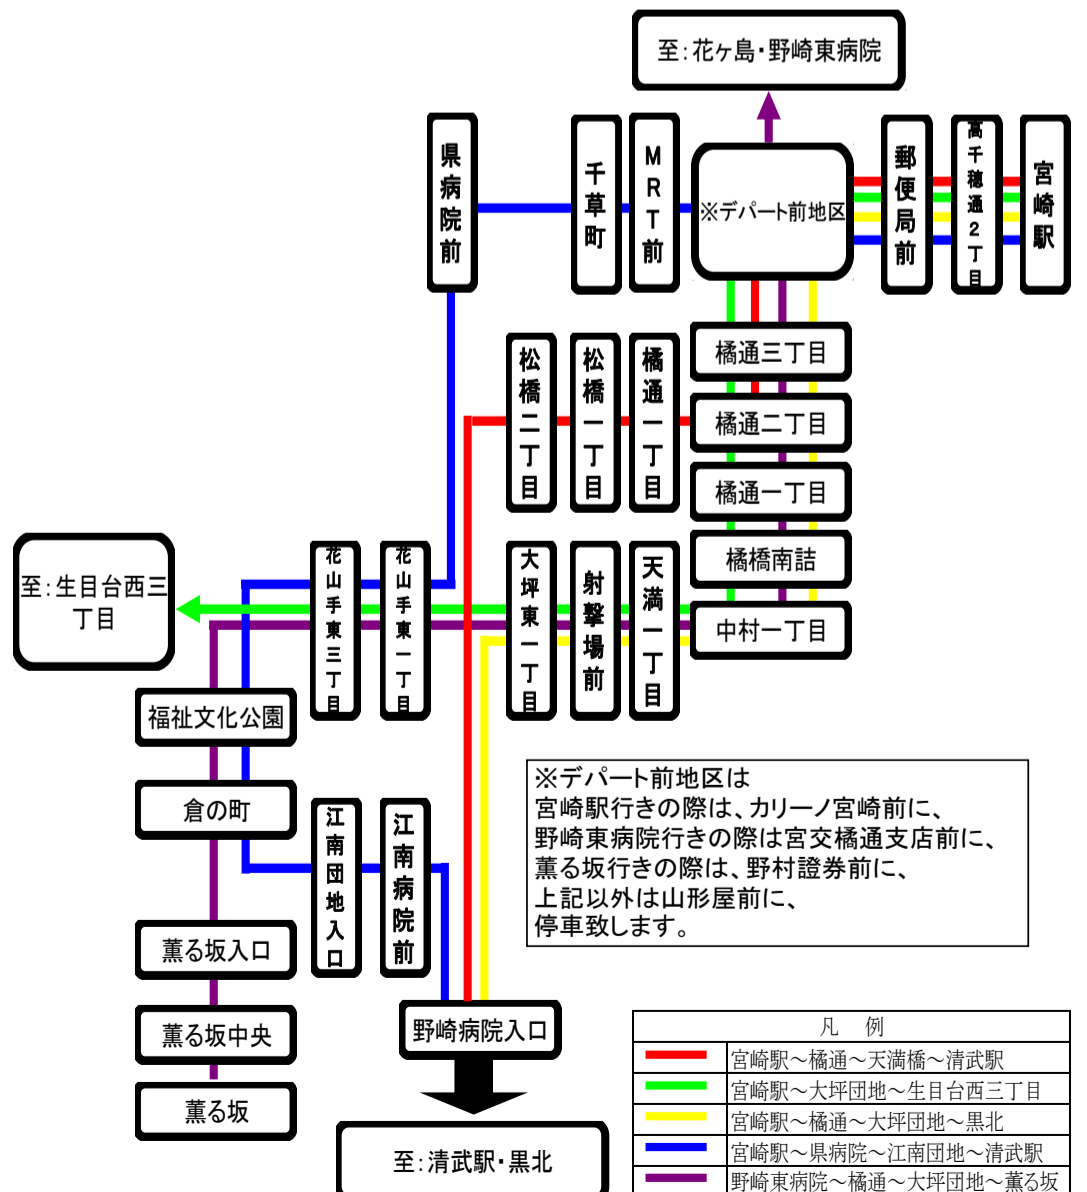 至:花ヶ島・野崎東病院
県病院前
千草町
MRT前
※デパート前地区
郵便局前
高千穂通2丁目
宮崎駅
松橋二丁目
松橋一丁目
橘通一丁目
橘通三丁目
橘通二丁目
橘通一丁目
橘橋南詰
中村一丁目
至:生目台西三
丁目
花山手東三丁目
花山手東一丁目
大坪東一丁目
射撃場前
天満一丁目
福祉文化公園
倉の町
江南団地入口
江南病院前
薫る坂入口
薫る坂中央
薫る坂
野崎病院入口
至:清武駅・黒北
※デパート前地区は
宮崎駅行きの際は、カリーノ宮崎前に、
野崎東病院行きの際は宮交橘通支店前に、
薫る坂行きの際は、野村證券前に、
上記以外は山形屋前に、
停車致します。
凡 例
宮崎駅~橘通~天満橋~清武駅
宮崎駅~大坪団地~生目台西三丁目
宮崎駅~橘通~大坪団地~黒北
宮崎駅~県病院~江南団地~清武駅
野崎東病院~橘通~大坪団地~薫る坂